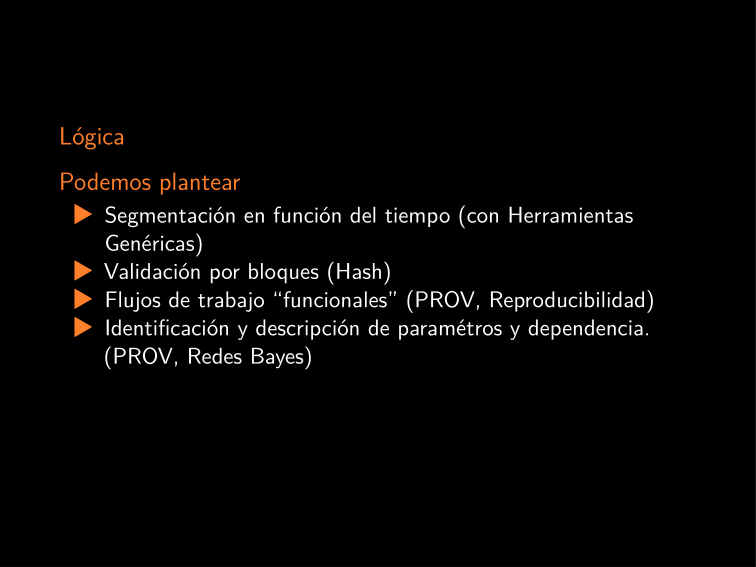 Lógica
Podemos plantear
▶ Segmentación en función del tiempo (con Herramientas
Genéricas)
▶ Validación por bloques (Hash)
▶ Flujos de trabajo “funcionales” (PROV, Reproducibilidad)
▶ Identificación y descripción de paramétros y dependencia.
(PROV, Redes Bayes)